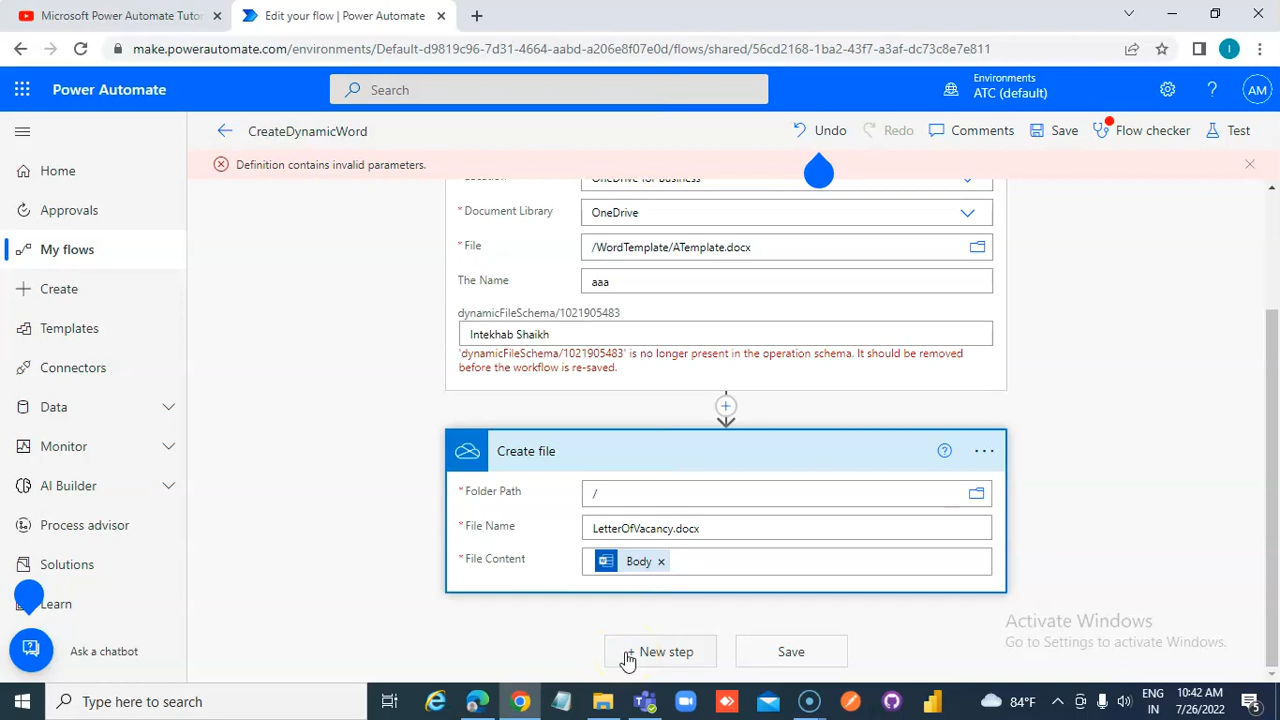 Microsoft Power Automate Tutor
Edit your flow | Power Automate
make.powerautomate.com/environments/Default-d9819c96-7d31-4664-aabd-a206e8f07e0d/flows/shared/56cd2168-1ba2-43f7-a3af-dc73c8e7e811
I
Power Automate
Search
Environments
ATC (default)
?
AM
CreateDynamicWord
Undo
Redo
Comments
Save
Flow checker
Test
Definition contains invalid parameters.
Home
Approvals
My flows
Create
Templates
Connectors
Data
Monitor
AI Builder
Process advisor
Solutions
Learn
Ask a chatbot
OneDrive for Business
* Document Library
OneDrive
* File
/WordTemplate/ATemplate.docx
The Name
aaa
dynamicFileSchema/1021905483
Intekhab Shaikh
'dynamicFileSchema/1021905483' is no longer present in the operation schema. It should be removed
before the workflow is re-saved.
Create file
* Folder Path
/
* File Name
LetterOfVacancy.docx
* File Content
Body
+ New step
Save
Activate Windows
Go to Settings to activate Windows.
Type here to search
84°F
ENG
IN
10:42 AM
7/26/2022
5